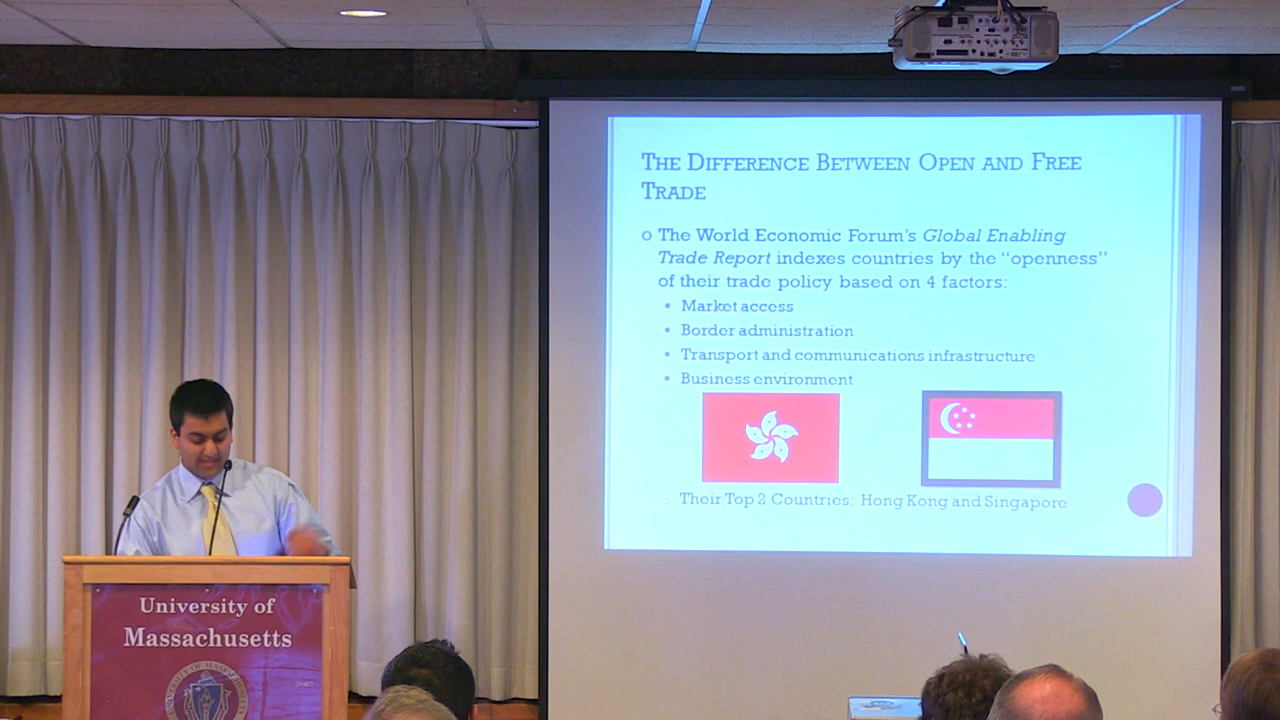 THE DIFFERENCE BETWEEN OPEN AND FREE
TRADE
The World Economic Forum's Global Enabling
Trade Report indexes countries by the "openness"
of their trade policy based on 4 factors:
• Market access
• Border administration
• Transport and communications infrastructure
• Business environment
Their Top 2 Countries: Hong Kong and Singapore
University of
Massachusetts